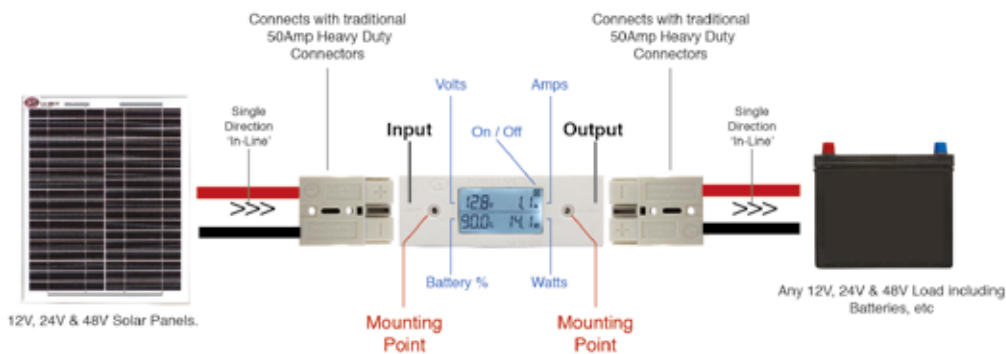 Connects with traditional
50Amp Heavy Duty
Connectors
Connects with traditional
50Amp Heavy Duty
Connectors
Volts
Amps
Single
Direction
'In-Line'
Input
On / Off
Output
Single
Direction
'In-Line'
12.8v 1.1
90.0% 14.1
Battery %
Watts
12V, 24V & 48V Solar Panels.
Mounting
Point
Mounting
Point
Any 12V, 24V & 48V Load including
Batteries, etc